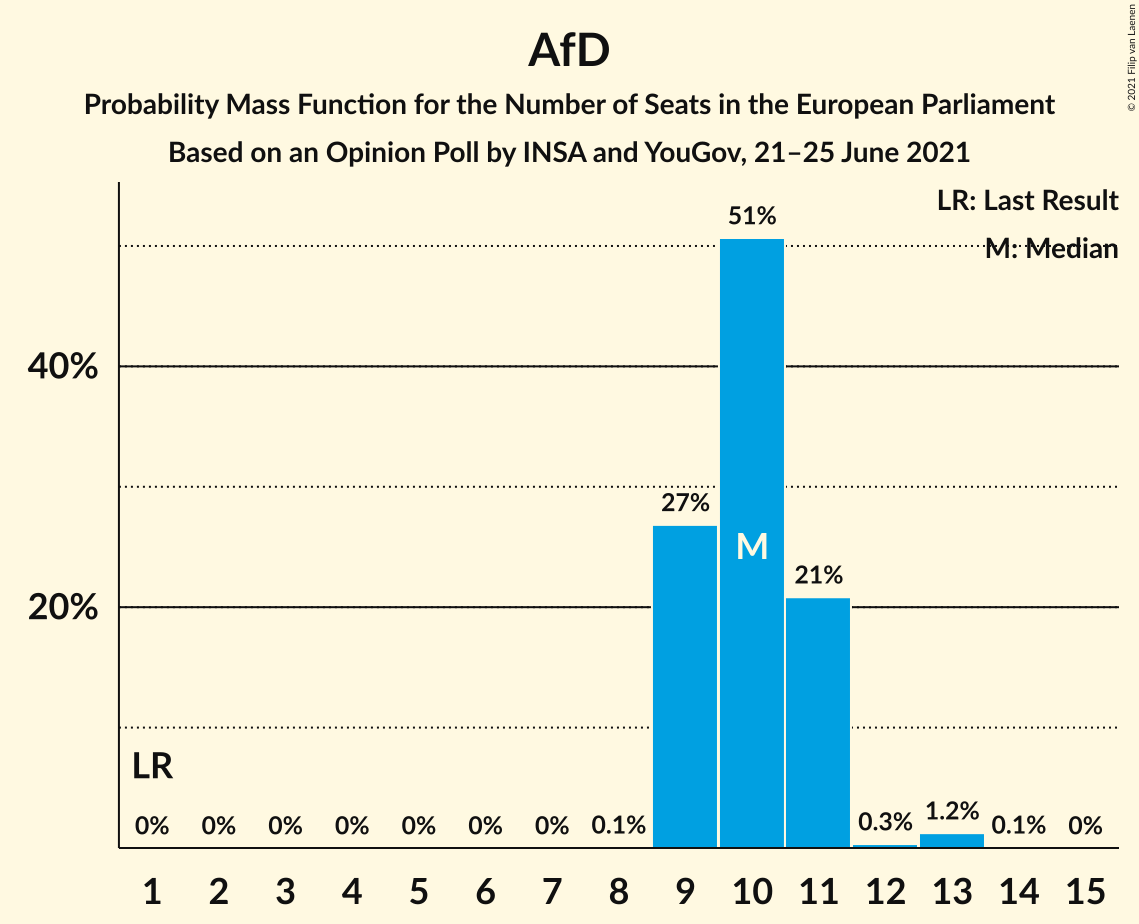 AfD
Probability Mass Function for the Number of Seats in the European Parliament
Based on an Opinion Poll by INSA and YouGov, 21–25 June 2021
© 2021 Filip van Laenen
LR: Last Result
M: Median
51%
40%
27%
M
21%
20%
LR
0% 0% 0% 0% 0% 0% 0% 0.1% 0.3% 1.2% 0.1% 0%
1 2 3 4 5 6 7 8 9 10 11 12 13 14 15